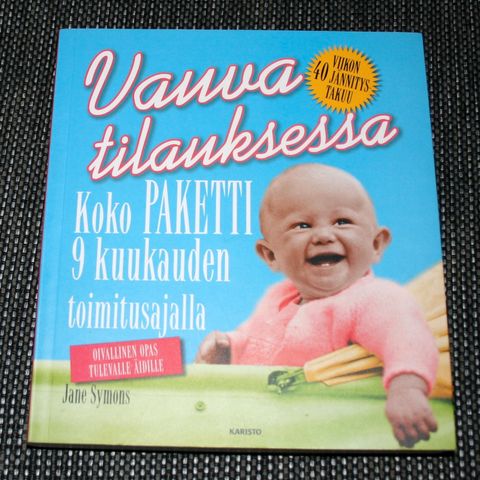 Vauva
tilauksessa
40 VIIKON
JÄNNITYS
TAKUU
Koko PAKETTI
9 kuukauden
toimitusajalla
OIVALLINEN OPAS
TULEVALLE ÄIDILLE
Jane Symons
KARISTO